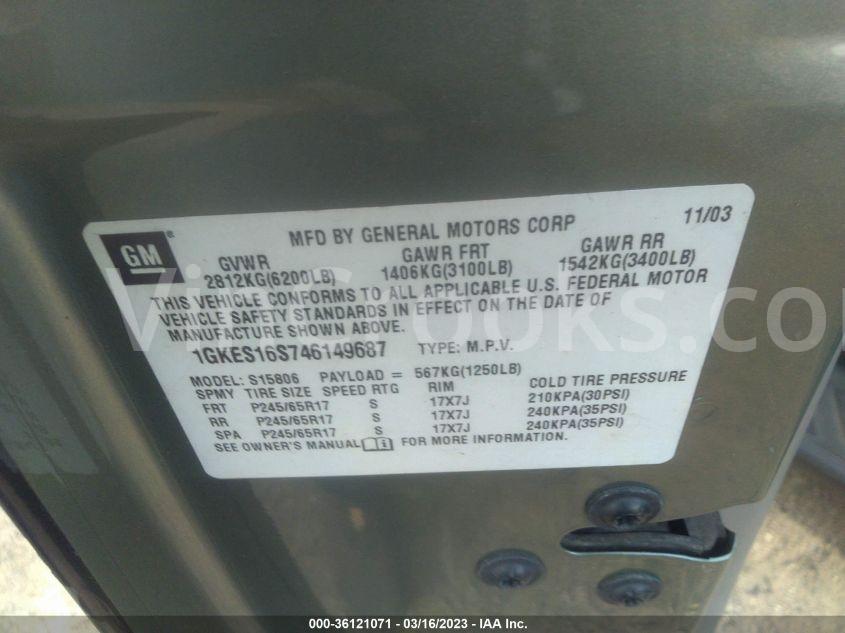 GM
MFD BY GENERAL MOTORS CORP 11/03
GVWR GAWR FRT GAWR RR
2812KG(6200LB) 1406KG(3100LB) 1542KG(3400LB)
THIS VEHICLE CONFORMS TO ALL APPLICABLE U.S. FEDERAL MOTOR
VEHICLE SAFETY STANDARDS IN EFFECT ON THE DATE OF
MANUFACTURE SHOWN ABOVE.
1GKES16S746149687 TYPE: M.P.V.
MODEL: S15806 PAYLOAD = 567KG(1250LB)
SPMY TIRE SIZE SPEED RTG RIM COLD TIRE PRESSURE
FRT P245/65R17 S 17X7J 210KPA(30PSI)
RR P245/65R17 S 17X7J 240KPA(35PSI)
SPA P245/65R17 S 17X7J 240KPA(35PSI)
SEE OWNER'S MANUAL FOR MORE INFORMATION.
000-36121071 - 03/16/2023 - IAA Inc.